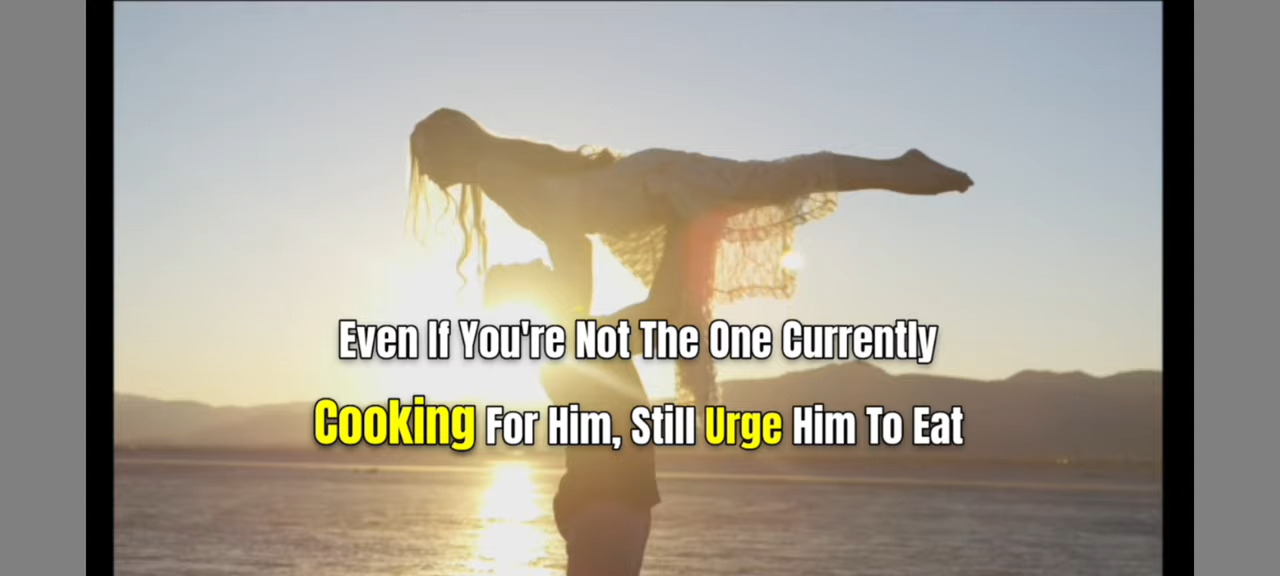 Even If You're Not The One Currently
Cooking For Him, Still Urge Him To Eat